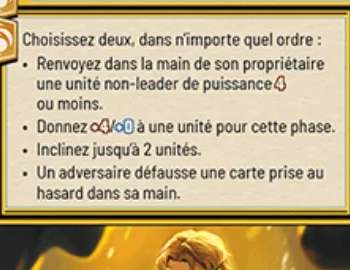 Choisissez deux, dans n'importe quel ordre :
• Renvoyez dans la main de son propriétaire
une unité non-leader de puissance 4
ou moins.
• Donnez +4/+0 à une unité pour cette phase.
• Inclinez jusqu'à 2 unités.
• Un adversaire défausse une carte prise au
hasard dans sa main.